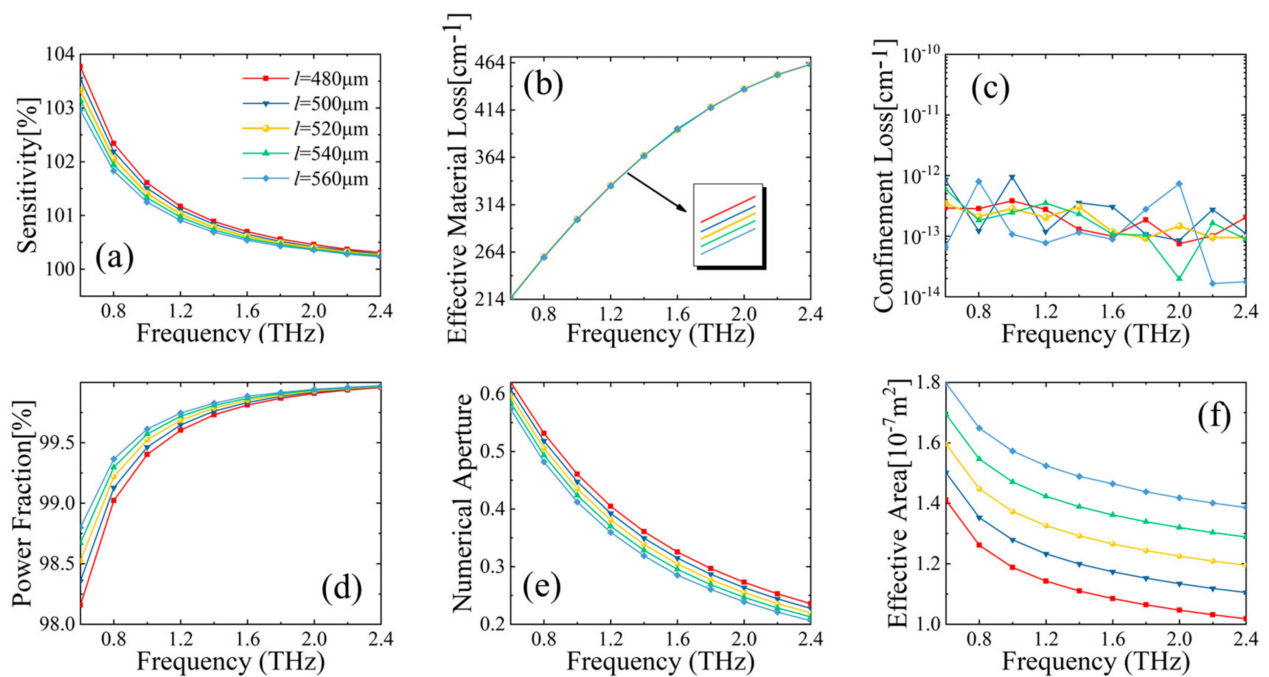 104
103
102
101
100
Sensitivity[%]
l=480μm
l=500μm
l=520μm
l=540μm
l=560μm
(a)
0.8 1.2 1.6 2.0 2.4
Frequency (THz)
464
414
364
314
264
214
Effective Material Loss[cm-1]
(b)
0.8 1.2 1.6 2.0 2.4
Frequency (THz)
10-10
10-11
10-12
10-13
10-14
Confinement Loss[cm-1]
(c)
0.8 1.2 1.6 2.0 2.4
Frequency (THz)
99.5
99.0
98.5
98.0
Power Fraction[%]
(d)
0.8 1.2 1.6 2.0 2.4
Frequency (THz)
0.6
0.5
0.4
0.3
0.2
Numerical Aperture
(e)
0.8 1.2 1.6 2.0 2.4
Frequency (THz)
1.8
1.6
1.4
1.2
1.0
Effective Area[10-7m2]
(f)
0.8 1.2 1.6 2.0 2.4
Frequency (THz)